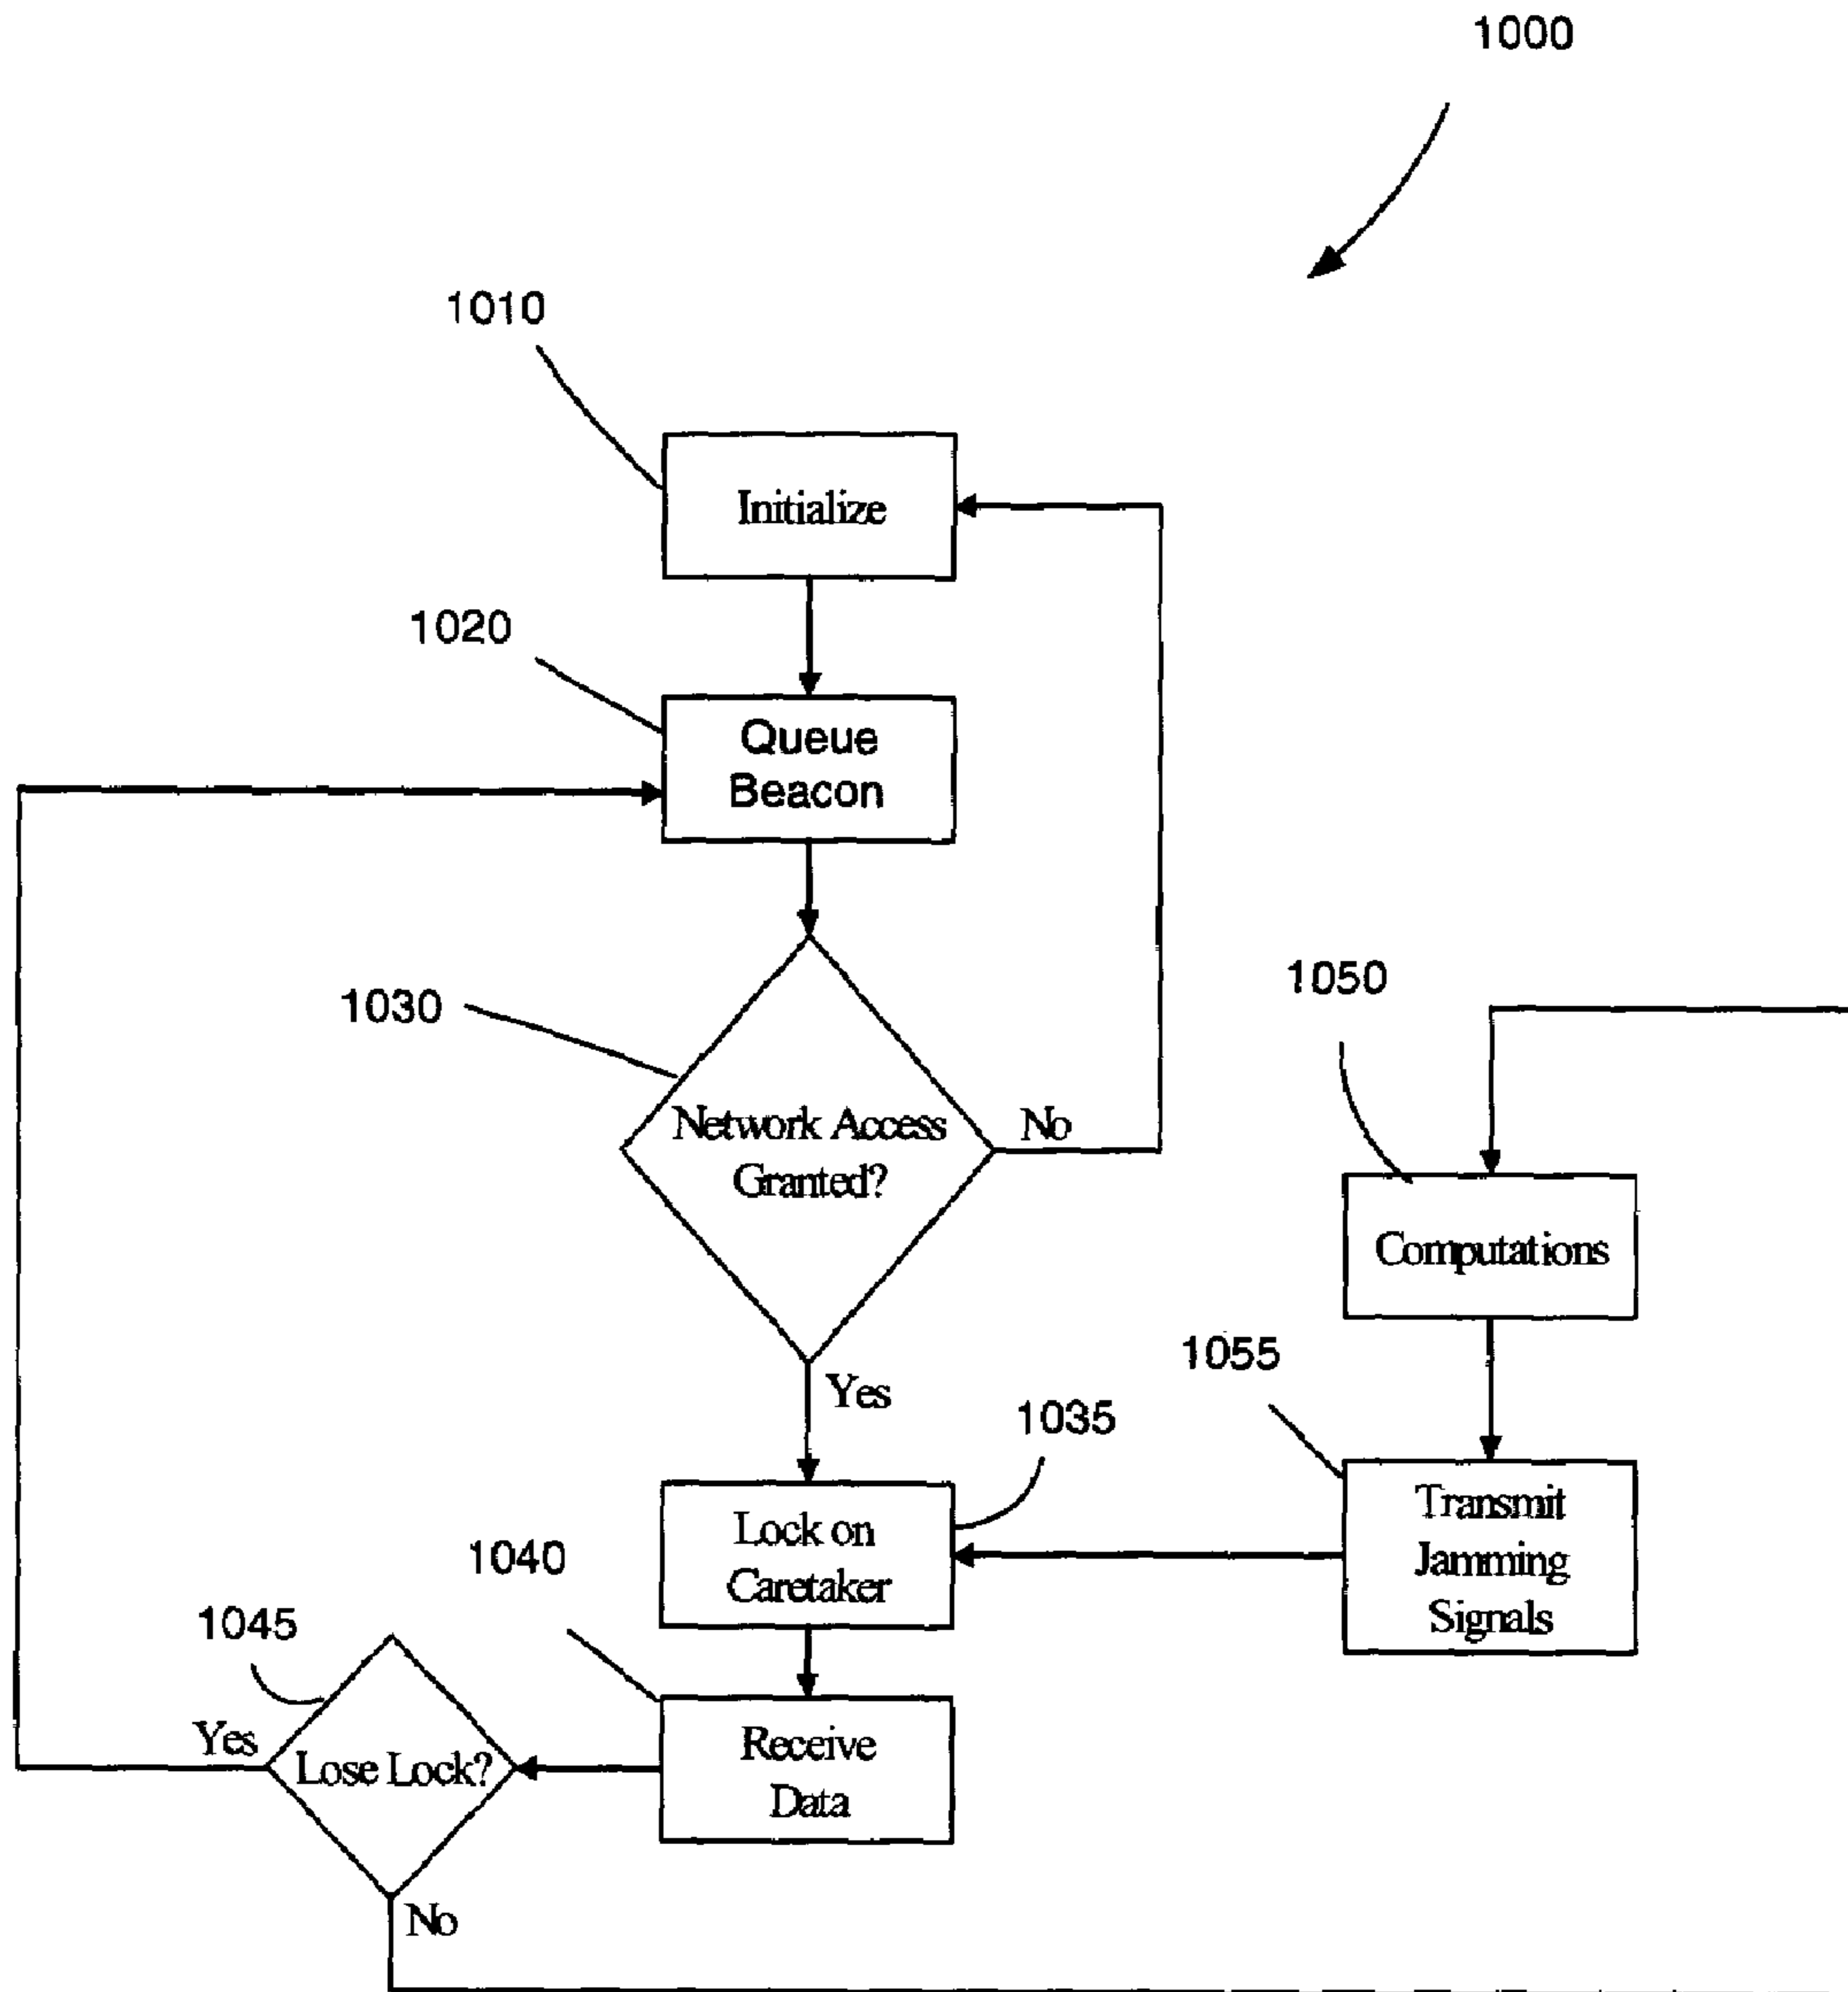 1000
1010
Initialize
1020
Queue
Beacon
1030
Network Access
Granted?
No
Yes
1050
Computations
1055
Transmit
Jamming
Signals
1035
Lock on
Caretaker
1040
Receive
Data
1045
Yes
Lose Lock?
No